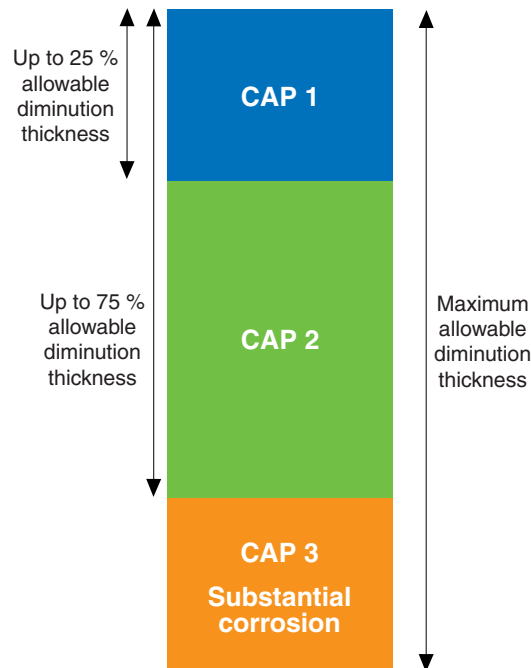 Up to 25 %
allowable
diminution
thickness
CAP 1
Up to 75 %
allowable
diminution
thickness
CAP 2
Maximum
allowable
diminution
thickness
CAP 3
Substantial
corrosion